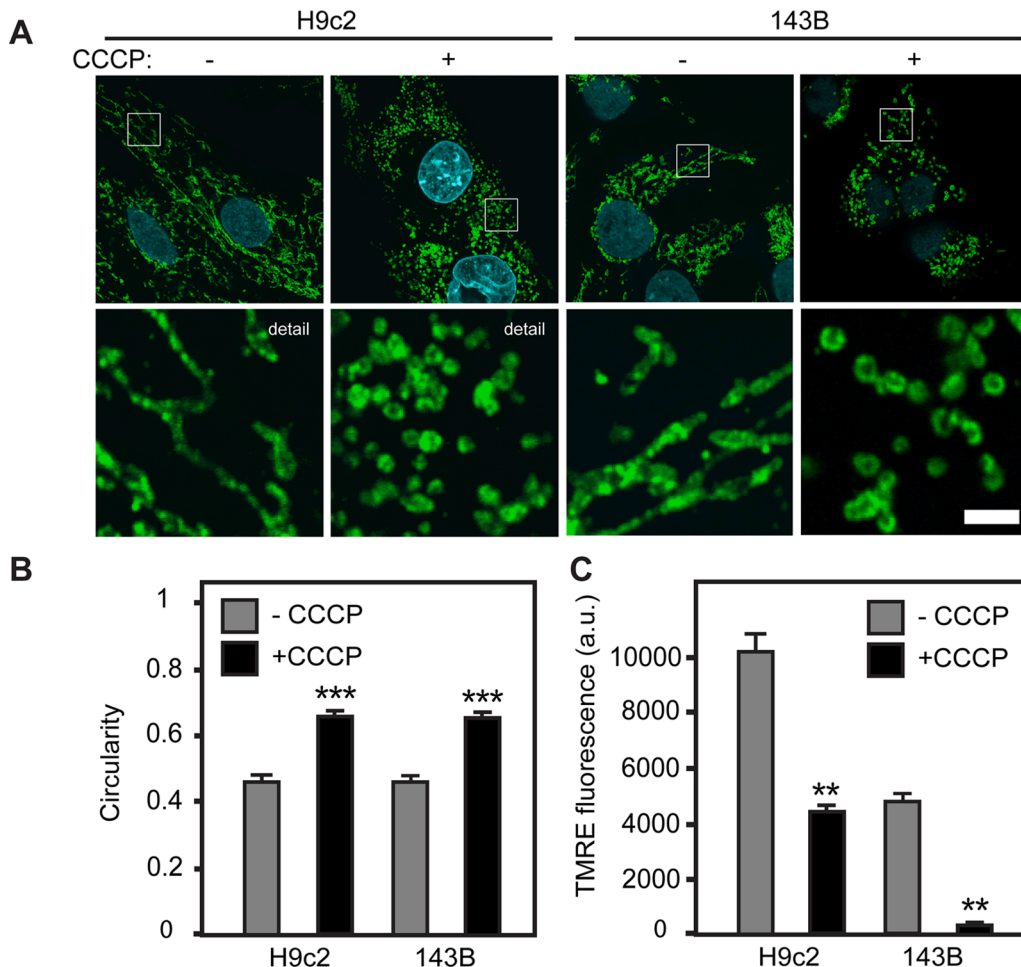 H9c2 143B
A
CCCP: - + - +
detail detail
B
1
0.8
0.6
0.4
0.2
0
Circularity
- CCCP
+CCCP
*** ***
H9c2 143B
C
10000
8000
6000
4000
2000
0
TMRE fluorescence (a.u.)
- CCCP
+CCCP
**
**
H9c2 143B